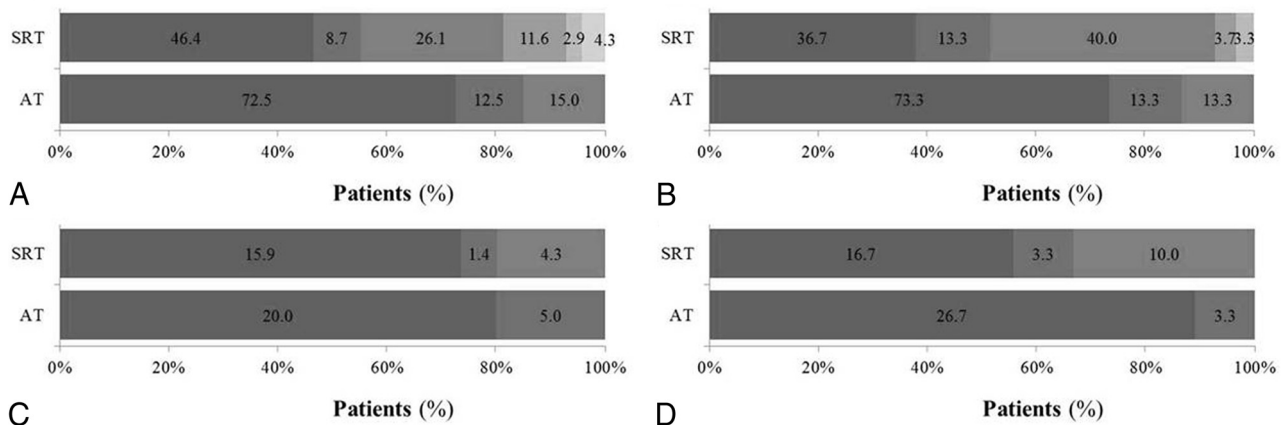 SRT 46.4 8.7 26.1 11.6 2.9 4.3
AT 72.5 12.5 15.0
0% 20% 40% 60% 80% 100%
A Patients (%)
SRT 36.7 13.3 40.0 3.7 3.3
AT 73.3 13.3 13.3
0% 20% 40% 60% 80% 100%
B Patients (%)
SRT 15.9 1.4 4.3
AT 20.0 5.0
0% 20% 40% 60% 80% 100%
C Patients (%)
SRT 16.7 3.3 10.0
AT 26.7 3.3
0% 20% 40% 60% 80% 100%
D Patients (%)